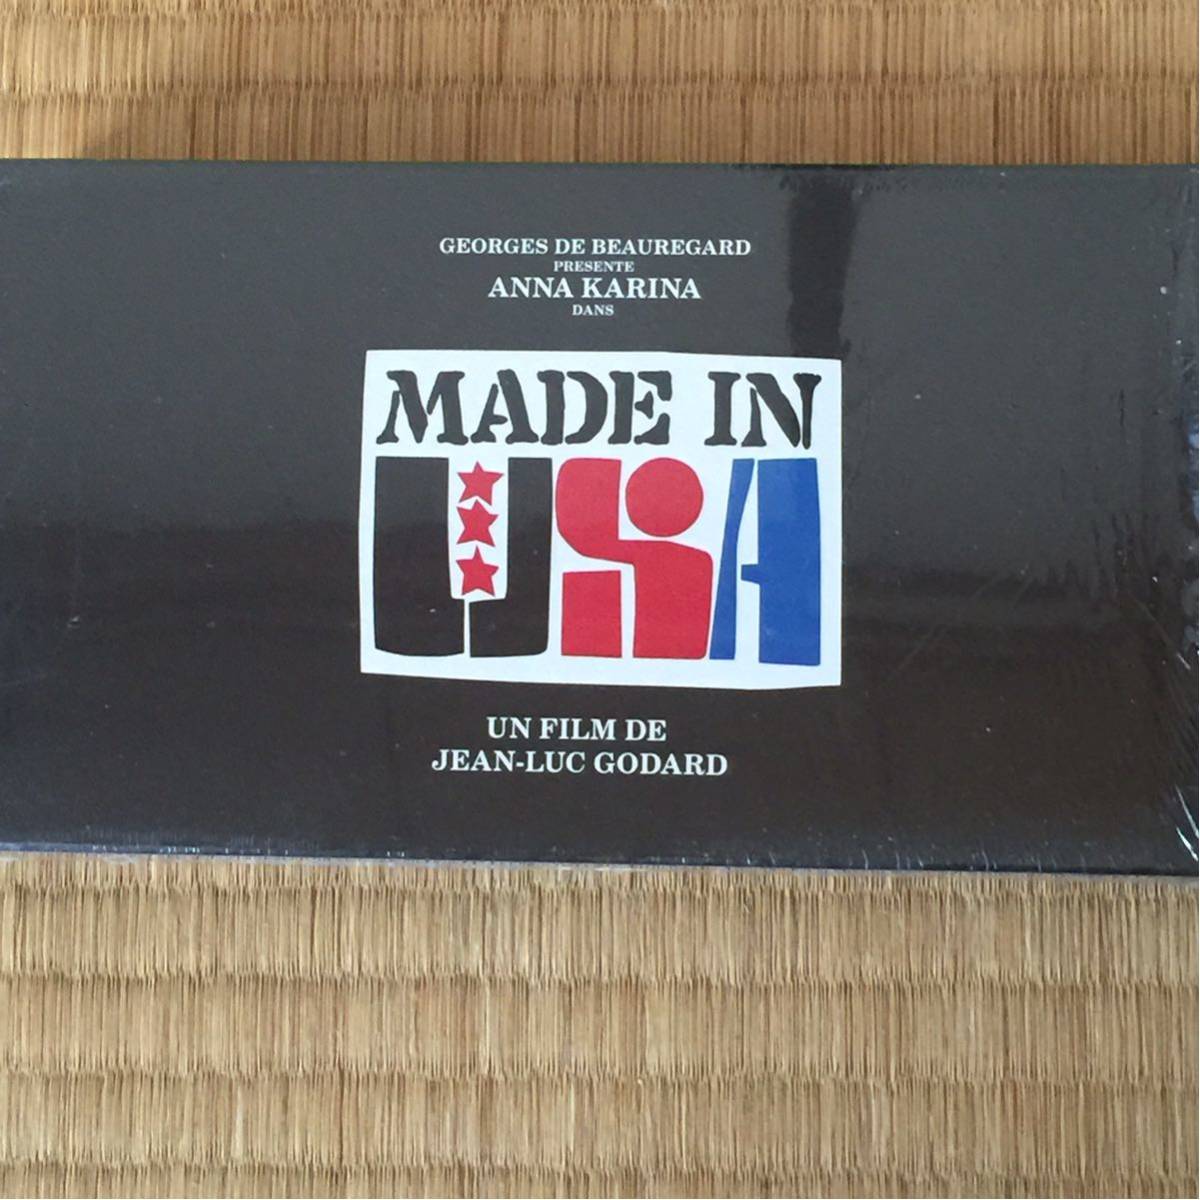 GEORGES DE BEAUREGARD
PRESENTE
ANNA KARINA
DANS
MADE IN
USA
UN FILM DE
JEAN-LUC GODARD